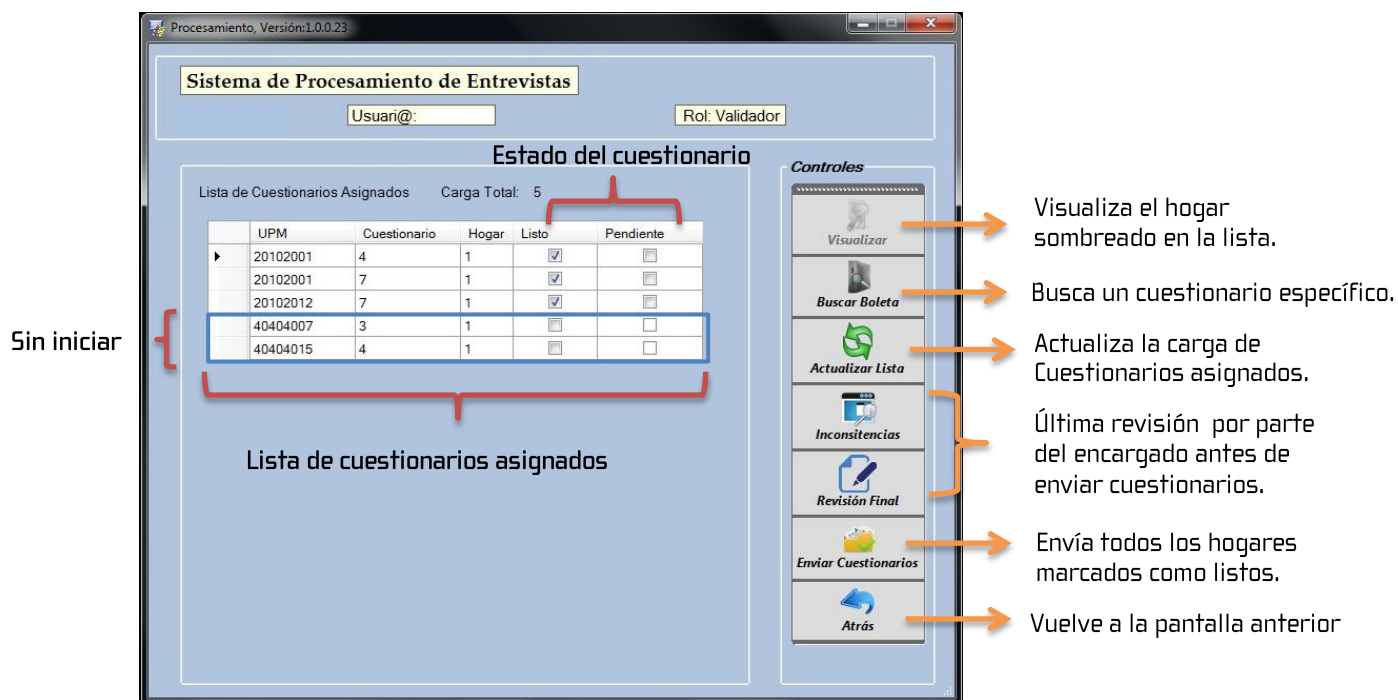 Procesamiento, Versión:1.0.0.23
Sistema de Procesamiento de Entrevistas
Usuari@:
Rol: Validador
Estado del cuestionario
Lista de Cuestionarios Asignados Carga Total: 5
UPM Cuestionario Hogar Listo Pendiente
20102001 4 1
20102001 7 1
20102012 7 1
40404007 3 1
40404015 4 1
Sin iniciar
Lista de cuestionarios asignados
Controles
Visualizar
Visualiza el hogar
sombreado en la lista.
Buscar Boleta
Busca un cuestionario específico.
Actualizar Lista
Actualiza la carga de
Cuestionarios asignados.
Inconsitencias
Revisión Final
Última revisión por parte
del encargado antes de
enviar cuestionarios.
Enviar Cuestionarios
Envía todos los hogares
marcados como listos.
Atrás
Vuelve a la pantalla anterior